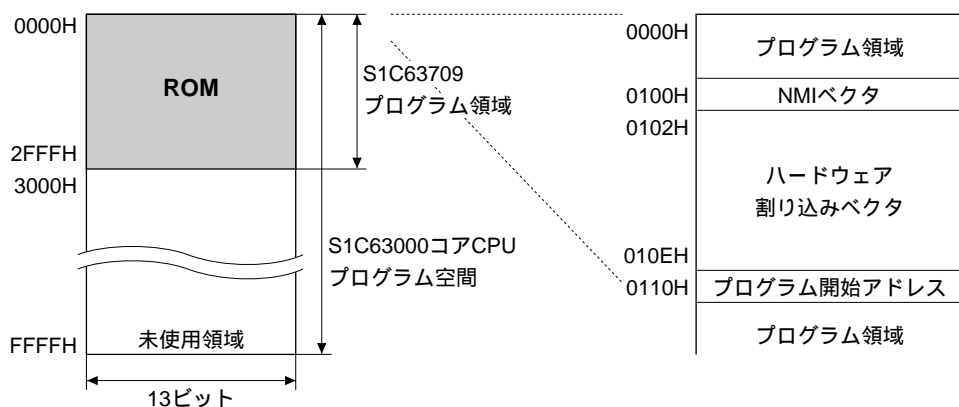 0000H
ROM
2FFFH
3000H
FFFFH
未使用領域
13ビット
S1C63709
プログラム領域
S1C63000コアCPU
プログラム空間
0000H
プログラム領域
0100H
NMIベクタ
0102H
ハードウェア
割り込みベクタ
010EH
0110H
プログラム開始アドレス
プログラム領域